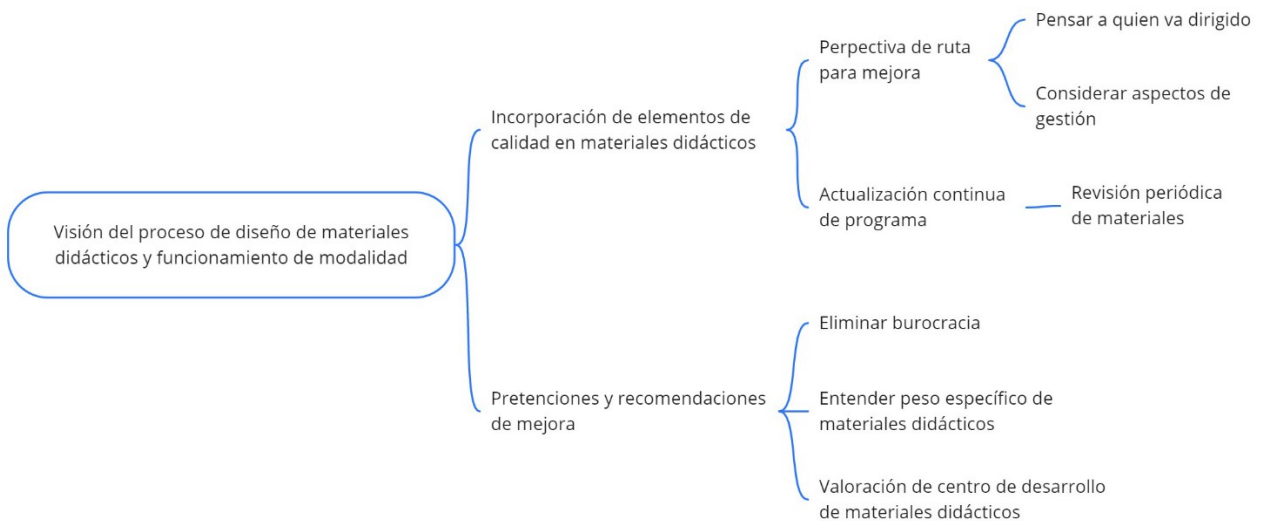 Visión del proceso de diseño de materiales
didácticos y funcionamiento de modalidad
Incorporación de elementos de
calidad en materiales didácticos
Perpectiva de ruta
para mejora
Pensar a quien va dirigido
Considerar aspectos de
gestión
Actualización continua
de programa
Revisión periódica
de materiales
Pretenciones y recomendaciones
de mejora
Eliminar burocracia
Entender peso específico de
materiales didácticos
Valoración de centro de desarrollo
de materiales didácticos